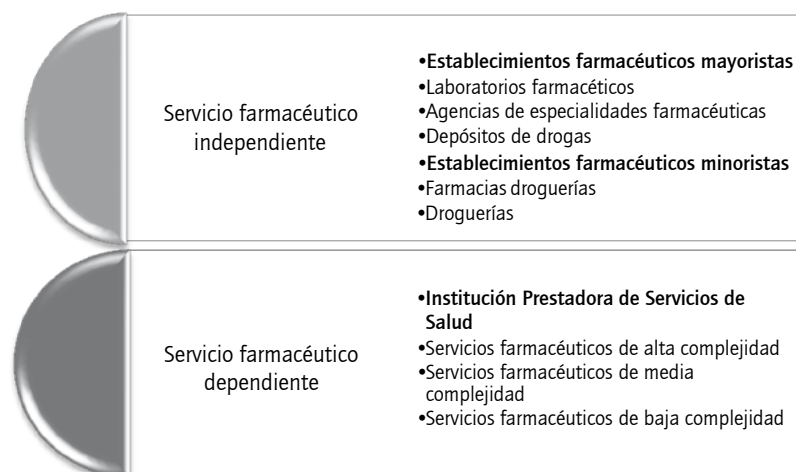 Servicio farmacéutico
independiente
•Establecimientos farmacéuticos mayoristas
•Laboratorios farmacéticos
•Agencias de especialidades farmacéuticas
•Depósitos de drogas
•Establecimientos farmacéuticos minoristas
•Farmacias droguerías
•Droguerías
Servicio farmacéutico
dependiente
•Institución Prestadora de Servicios de
Salud
•Servicios farmacéuticos de alta complejidad
•Servicios farmacéuticos de media
complejidad
•Servicios farmacéuticos de baja complejidad